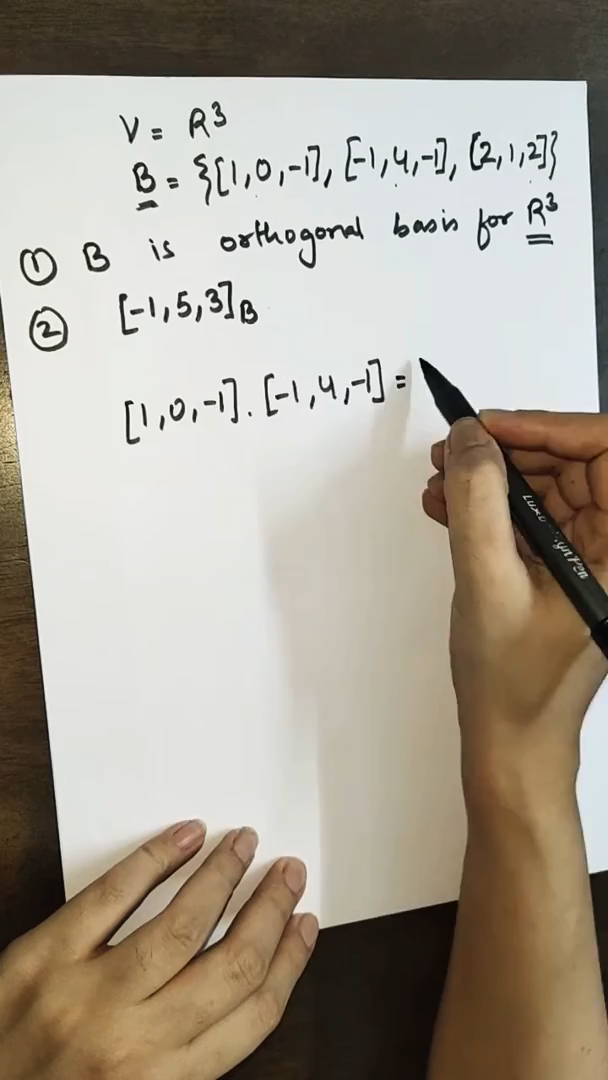 V = R³
B = {[1,0,-1], [-1,4,-1], [2,1,2]}
① B is orthogonal basis for R³
② [-1,5,3]_B
[1,0,-1] . [-1,4,-1] =